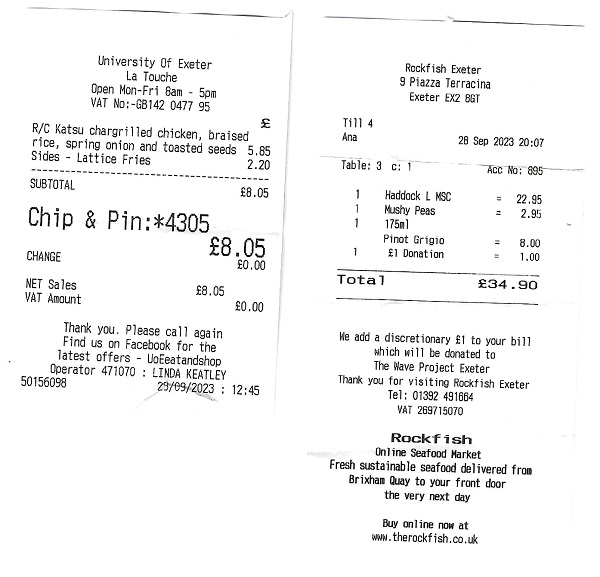 University Of Exeter
La Touche
Open Mon-Fri 8am - 5pm
VAT No:-GB142 0477 95
£
R/C Katsu chargrilled chicken, braised
rice, spring onion and toasted seeds 5.85
Sides - Lattice Fries 2.20
SUBTOTAL £8.05
Chip & Pin:*4305
£8.05
CHANGE £0.00
NET Sales £8.05
VAT Amount £0.00
Thank you. Please call again
Find us on Facebook for the
latest offers - UoEeatandshop
Operator 471070 : LINDA KEATLEY
50156098 29/09/2023 : 12:45
Rockfish Exeter
9 Piazza Terracina
Exeter EX2 8GT
Till 4
Ana 28 Sep 2023 20:07
Table: 3 c: 1 Acc No: 895
1 Haddock L MSC = 22.95
1 Mushy Peas = 2.95
1 175ml
Pinot Grigio = 8.00
1 £1 Donation = 1.00
Total £34.90
We add a discretionary £1 to your bill
which will be donated to
The Wave Project Exeter
Thank you for visiting Rockfish Exeter
Tel: 01392 491664
VAT 269715070
Rockfish
Online Seafood Market
Fresh sustainable seafood delivered from
Brixham Quay to your front door
the very next day
Buy online now at
www.therockfish.co.uk